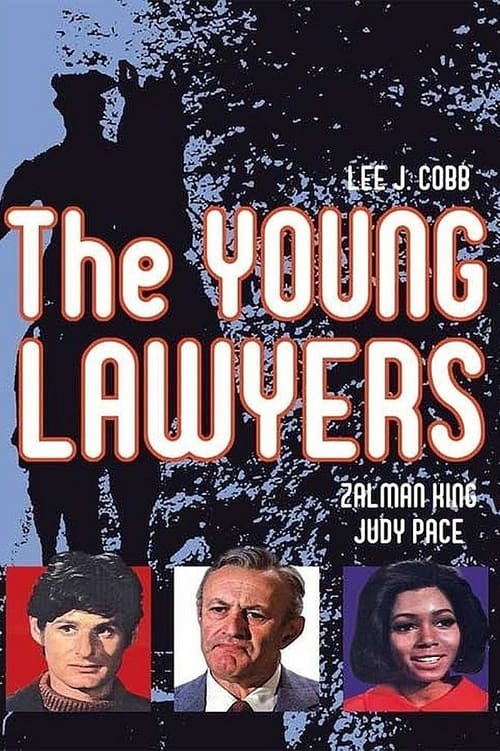 LEE J. COBB
The YOUNG
LAWYERS
ZALMAN KING
JUDY PACE